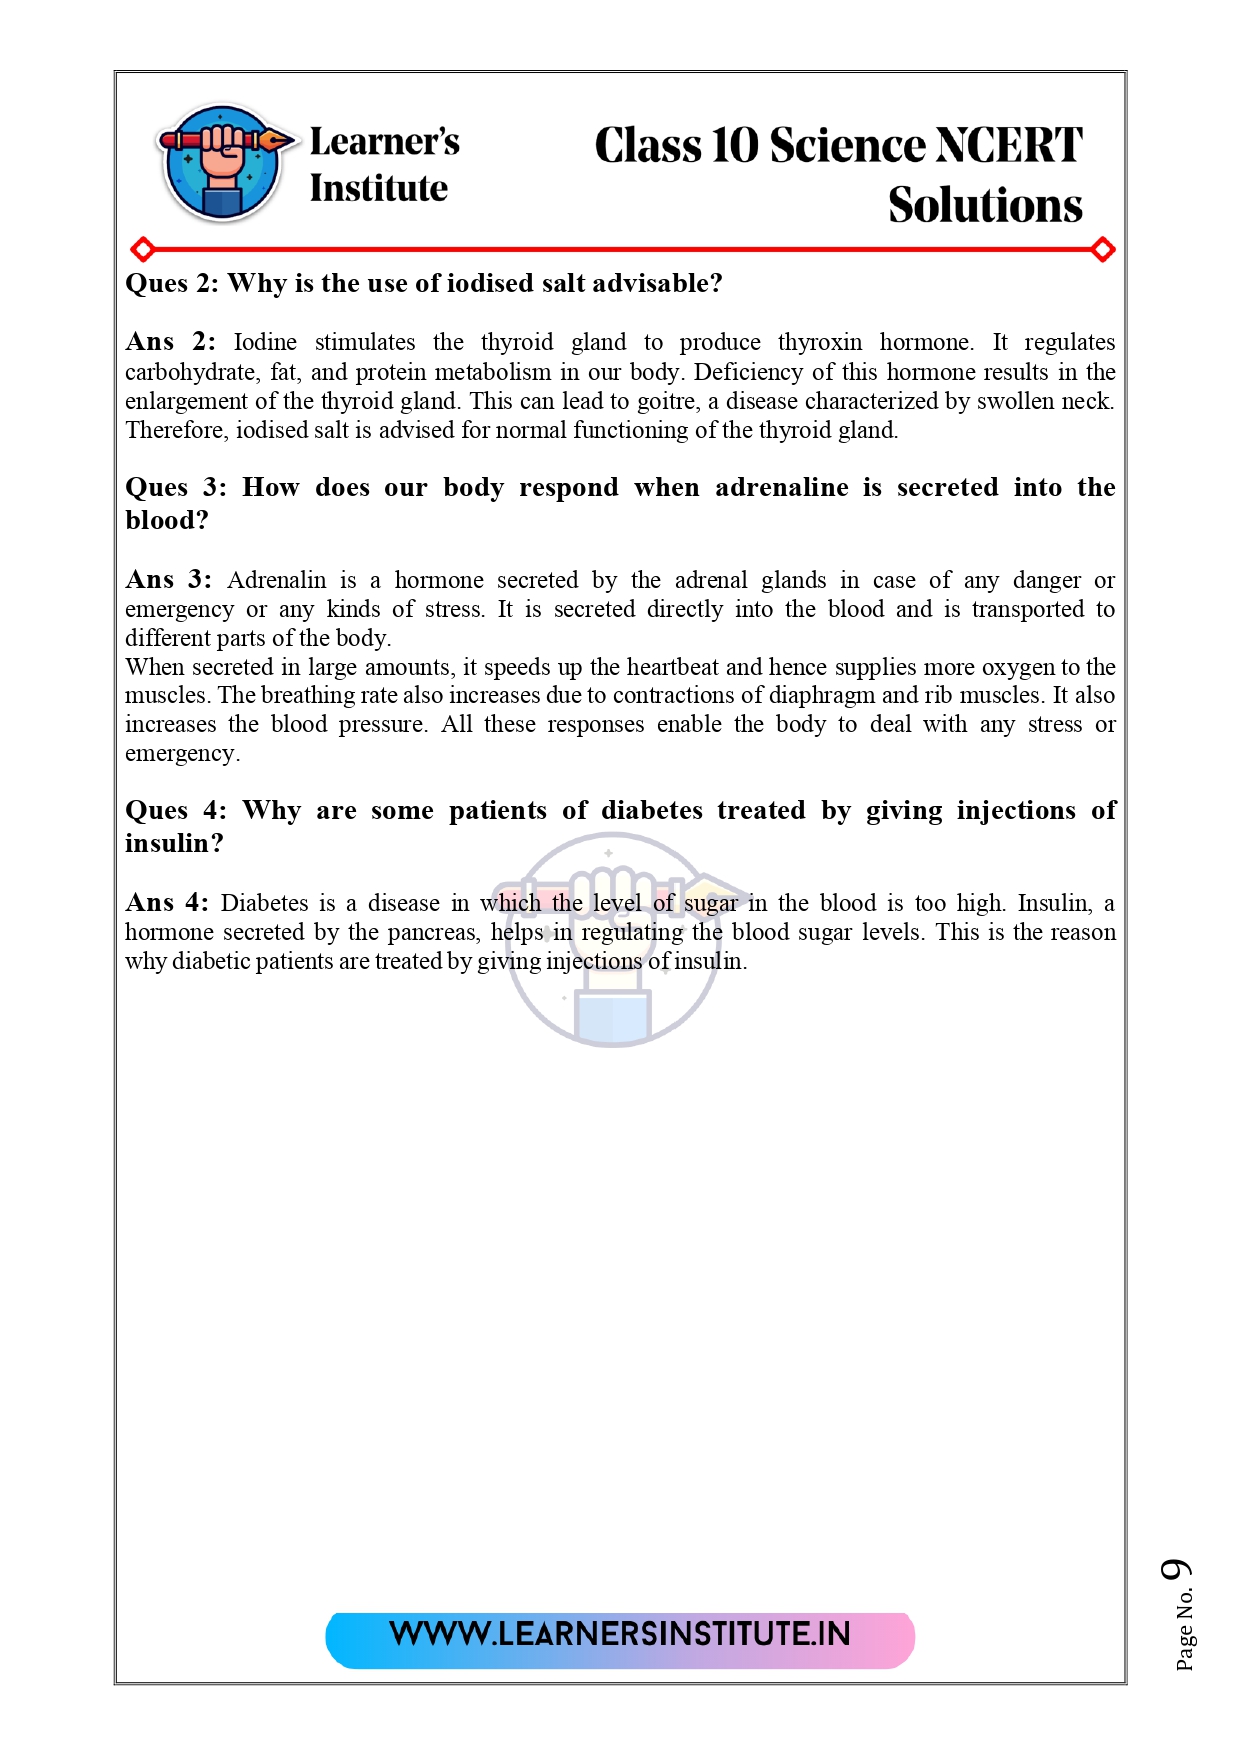 Learner's
Institute
Class 10 Science NCERT
Solutions
Ques 2: Why is the use of iodised salt advisable?
Ans 2: Iodine stimulates the thyroid gland to produce thyroxin hormone. It regulates
carbohydrate, fat, and protein metabolism in our body. Deficiency of this hormone results in the
enlargement of the thyroid gland. This can lead to goitre, a disease characterized by swollen neck.
Therefore, iodised salt is advised for normal functioning of the thyroid gland.
Ques 3: How does our body respond when adrenaline is secreted into the
blood?
Ans 3: Adrenalin is a hormone secreted by the adrenal glands in case of any danger or
emergency or any kinds of stress. It is secreted directly into the blood and is transported to
different parts of the body.
When secreted in large amounts, it speeds up the heartbeat and hence supplies more oxygen to the
muscles. The breathing rate also increases due to contractions of diaphragm and rib muscles. It also
increases the blood pressure. All these responses enable the body to deal with any stress or
emergency.
Ques 4: Why are some patients of diabetes treated by giving injections of
insulin?
Ans 4: Diabetes is a disease in which the level of sugar in the blood is too high. Insulin, a
hormone secreted by the pancreas, helps in regulating the blood sugar levels. This is the reason
why diabetic patients are treated by giving injections of insulin.
WWW.LEARNERSINSTITUTE.IN
Page No. 9